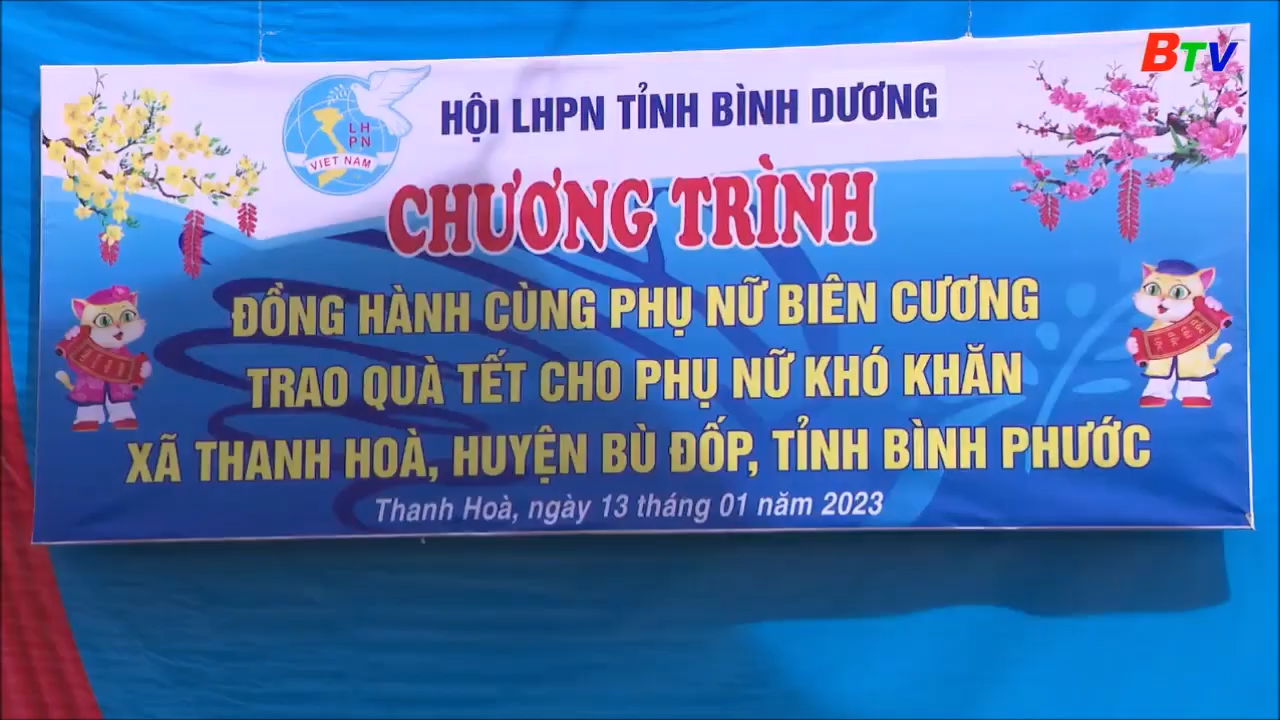 BTV
HỘI LHPN TỈNH BÌNH DƯƠNG
LH
PN
VIỆT NAM
CHƯƠNG TRÌNH
ĐỒNG HÀNH CÙNG PHỤ NỮ BIÊN CƯƠNG
TRAO QUÀ TẾT CHO PHỤ NỮ KHÓ KHĂN
XÃ THANH HOÀ, HUYỆN BÙ ĐỐP, TỈNH BÌNH PHƯỚC
Thanh Hoà, ngày 13 tháng 01 năm 2023